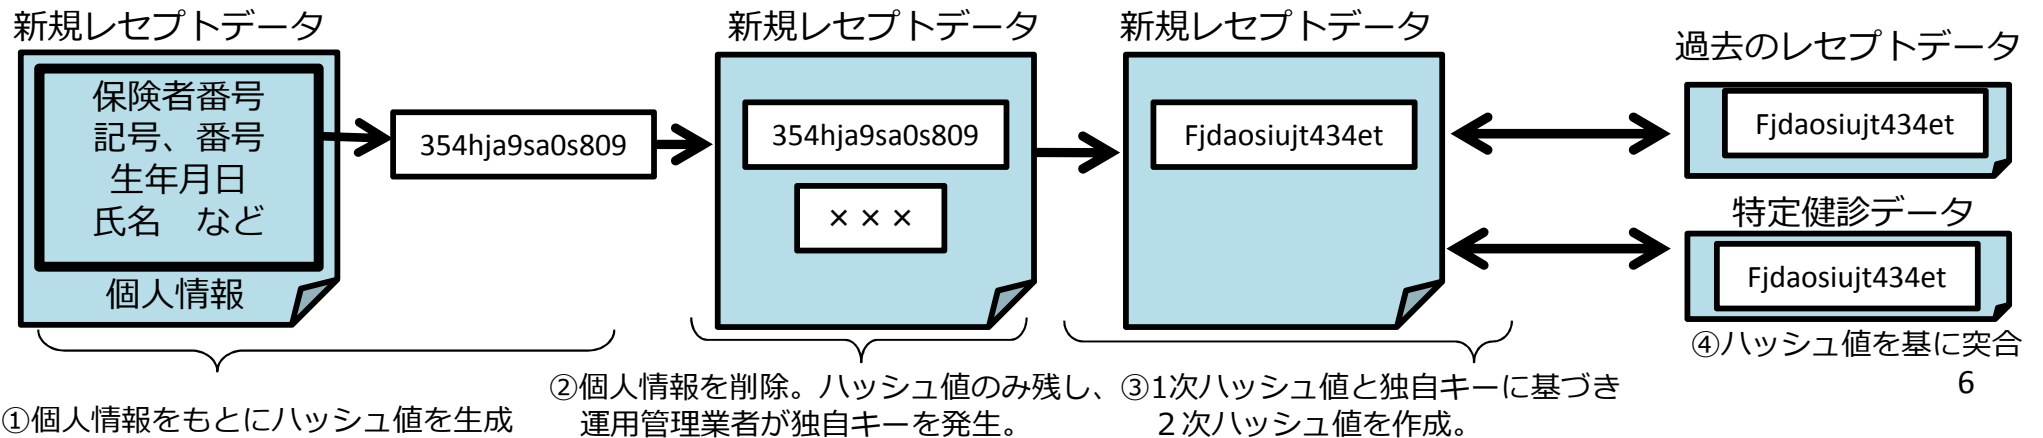 新規レセプトデータ
保険者番号
記号、番号
生年月日
氏名　など
個人情報
354hja9sa0s809
①個人情報をもとにハッシュ値を生成
新規レセプトデータ
354hja9sa0s809
×××
②個人情報を削除。ハッシュ値のみ残し、
運用管理業者が独自キーを発生。
新規レセプトデータ
Fjdaosiujt434et
③1次ハッシュ値と独自キーに基づき
２次ハッシュ値を作成。
過去のレセプトデータ
Fjdaosiujt434et
特定健診データ
Fjdaosiujt434et
④ハッシュ値を基に突合
6